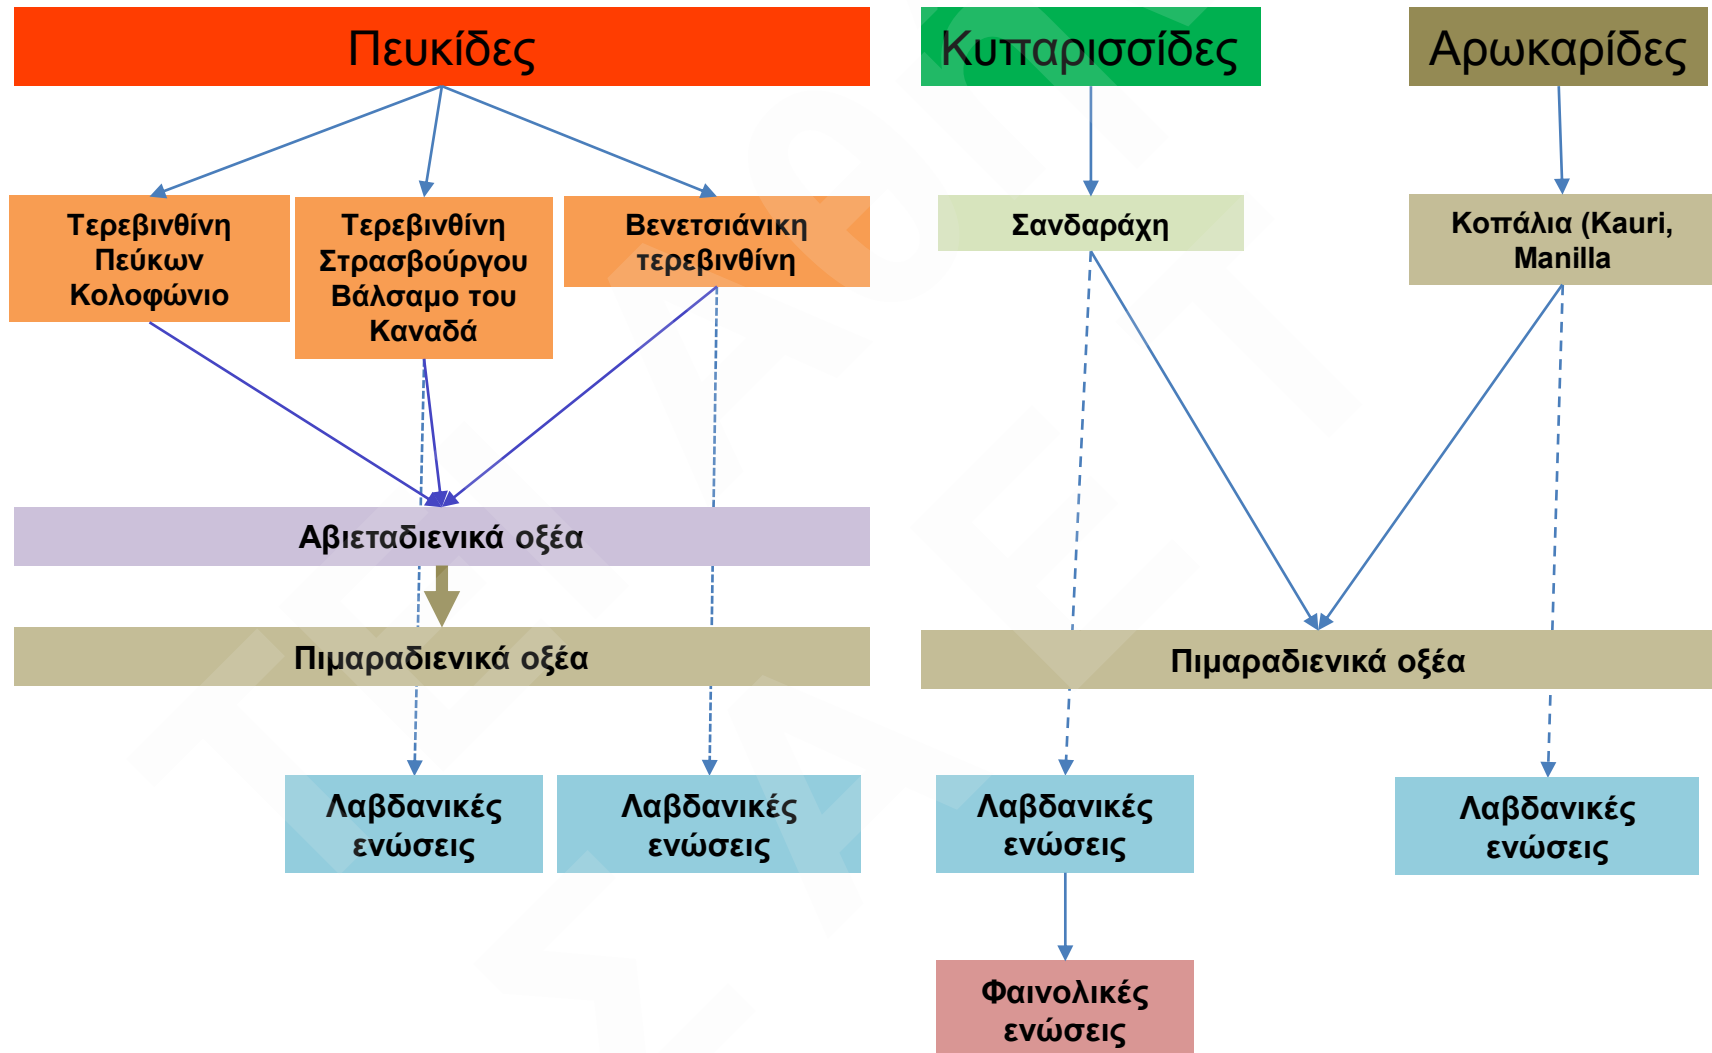 Πευκίδες
Κυπαρισσίδες
Αρωκαρίδες
Τερεβινθίνη
Πεύκων
Κολοφώνιο
Τερεβινθίνη
Στρασβούργου
Βάλσαμο του
Καναδά
Βενετσιάνικη
τερεβινθίνη
Σανδαράχη
Κοπάλια (Kauri,
Manilla
Αβιεταδιενικά οξέα
Πιμαραδιενικά οξέα
Πιμαραδιενικά οξέα
Λαβδανικές
ενώσεις
Λαβδανικές
ενώσεις
Λαβδανικές
ενώσεις
Λαβδανικές
ενώσεις
Φαινολικές
ενώσεις